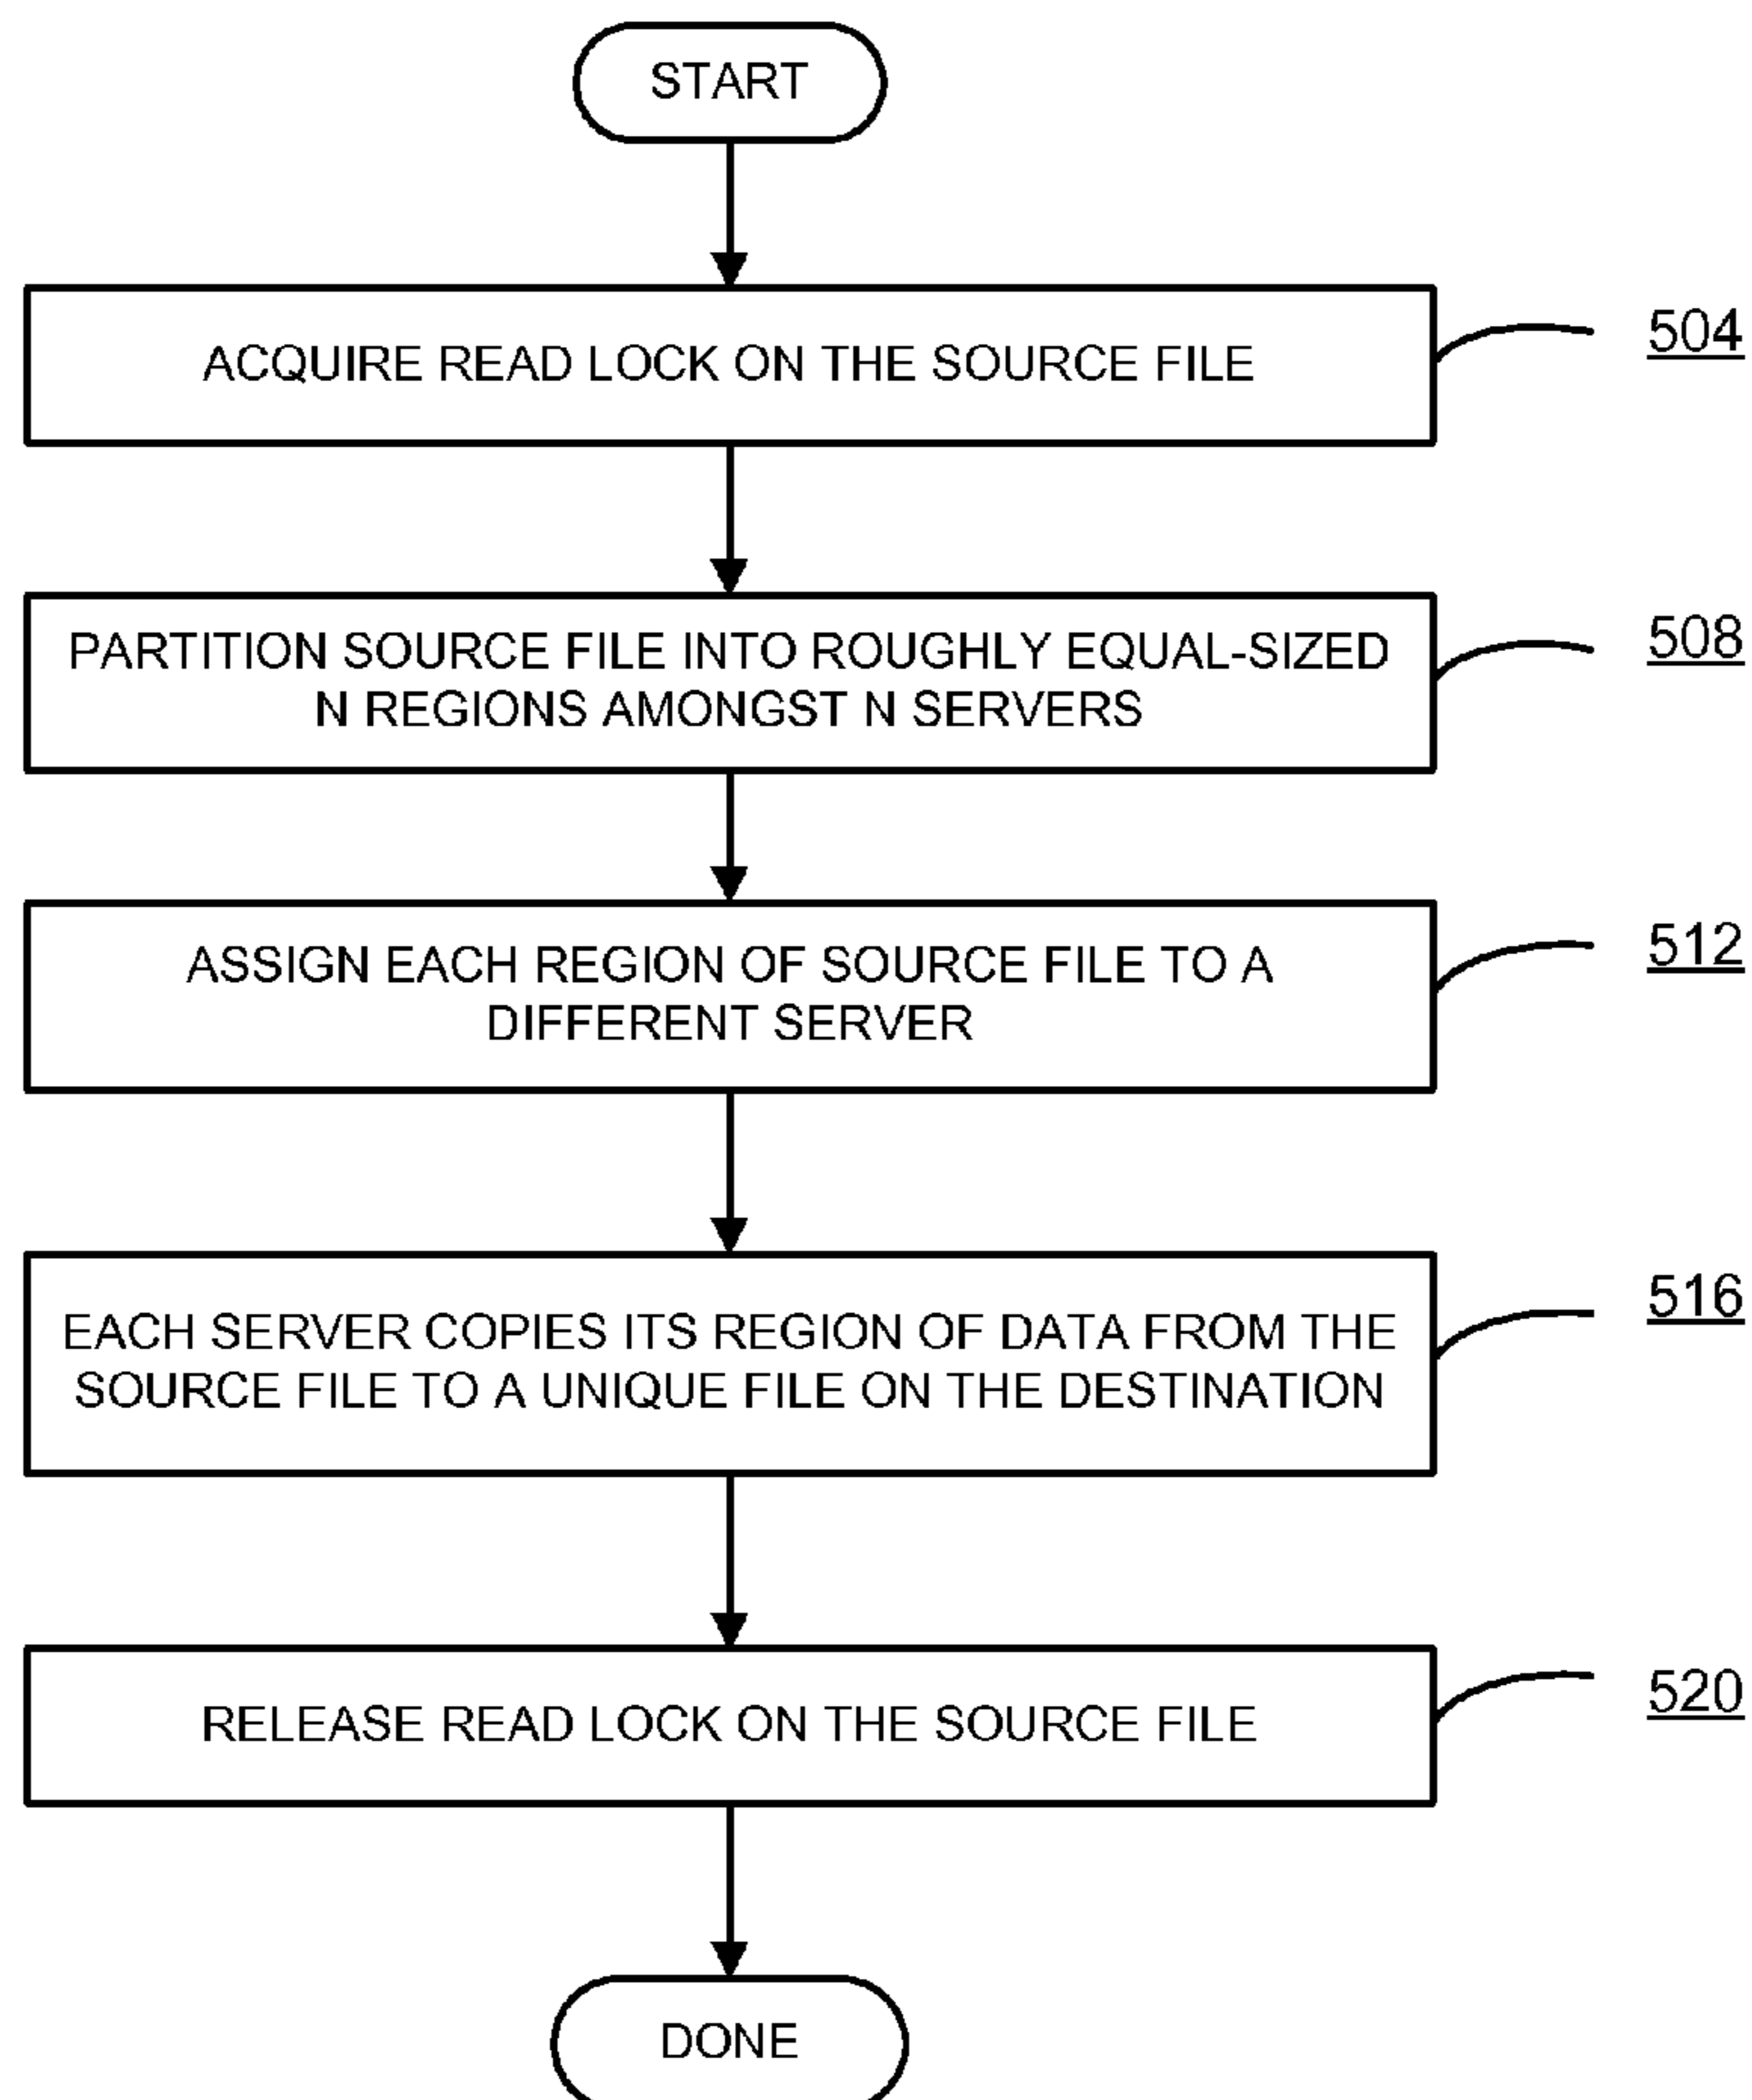 START
ACQUIRE READ LOCK ON THE SOURCE FILE
504
PARTITION SOURCE FILE INTO ROUGHLY EQUAL-SIZED
N REGIONS AMONGST N SERVERS
508
ASSIGN EACH REGION OF SOURCE FILE TO A
DIFFERENT SERVER
512
EACH SERVER COPIES ITS REGION OF DATA FROM THE
SOURCE FILE TO A UNIQUE FILE ON THE DESTINATION
516
RELEASE READ LOCK ON THE SOURCE FILE
520
DONE